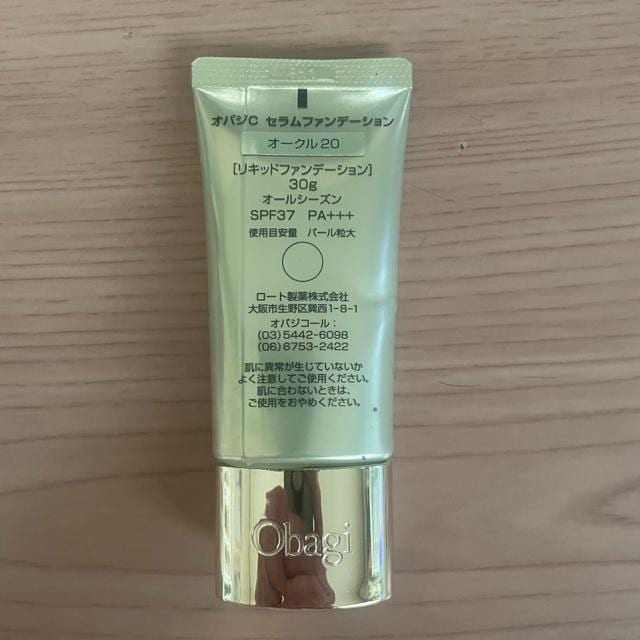 オバジC セラムファンデーション
オークル20
[リキッドファンデーション]
30g
オールシーズン
SPF37 PA+++
使用目安量 パール粒大
ロート製薬株式会社
大阪市生野区巽西1-8-1
オバジコール：
(03)5442-6098
(06)6753-2422
肌に異常が生じていないか
よく注意してご使用ください。
肌に合わないときは、
ご使用をおやめください。
Obagi